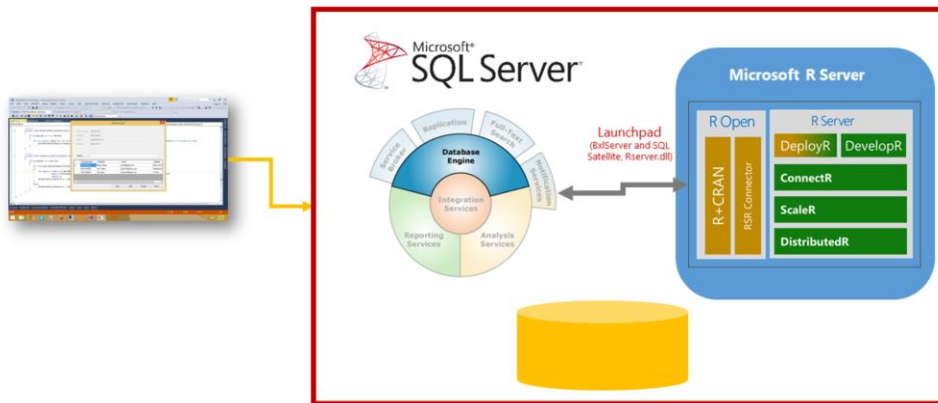 Microsoft®
SQL Server®
Service
Broker
Replication
Full-Text
Search
Notification
Services
Database
Engine
Integration
Services
Reporting
Services
Analysis
Services
Launchpad
(BxlServer and SQL
Satellite, Rserver.dll)
Microsoft R Server
R Open
R+CRAN
RSR Connector
R Server
DeployR
DevelopR
ConnectR
ScaleR
DistributedR